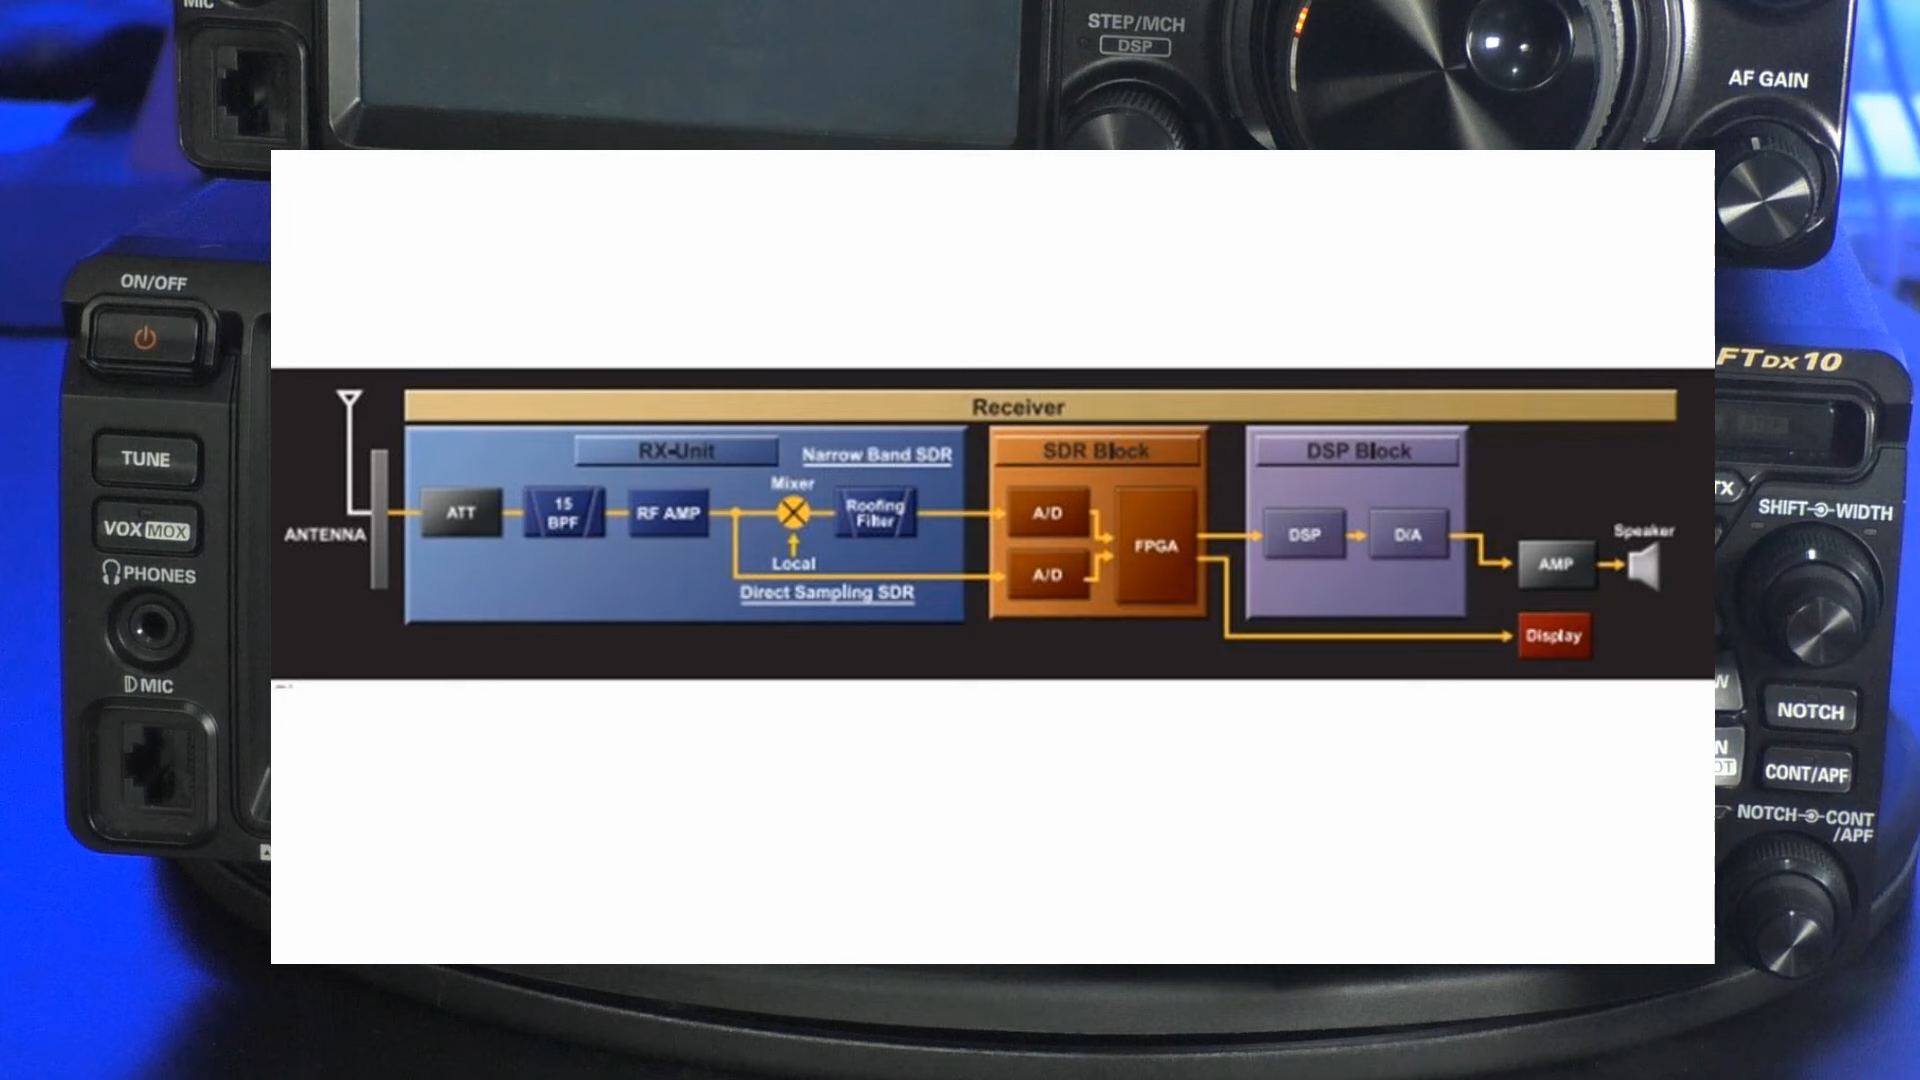 MIC
STEP/MCH
DSP
AF GAIN
ON/OFF
FTDX10
TUNE
VOX MOX
PHONES
MIC
TX
SHIFT WIDTH
NOTCH
CONT/APF
NOTCH CONT
/APF
Receiver
RX-Unit
Narrow Band SDR
SDR Block
DSP Block
Mixer
ATT
15
BPF
RF AMP
Roofing
Filter
A/D
FPGA
DSP
D/A
Speaker
ANTENNA
Local
A/D
AMP
Direct Sampling SDR
Display